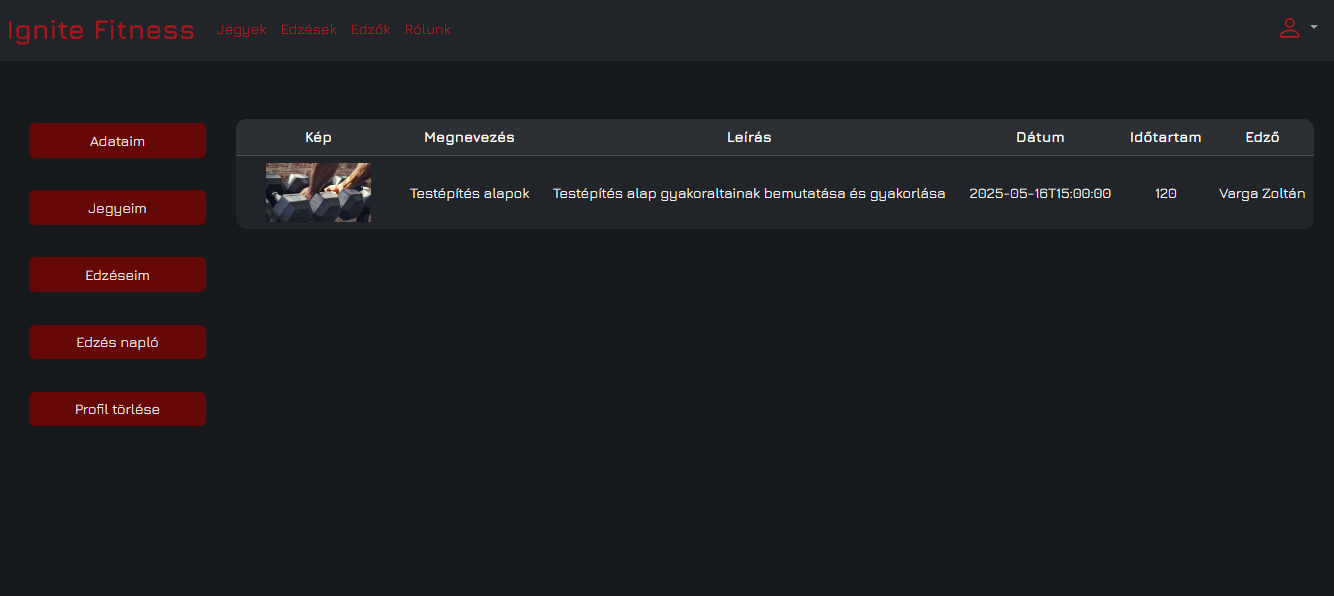 Ignite Fitness Jegyek Edzések Edzők Rólunk
Adataim
Jegyeim
Edzéseim
Edzés napló
Profil törlése
Kép Megnevezés Leírás Dátum Időtartam Edző
Testépítés alapok Testépítés alap gyakoraltainak bemutatása és gyakorlása 2025-05-16T15:00:00 120 Varga Zoltán